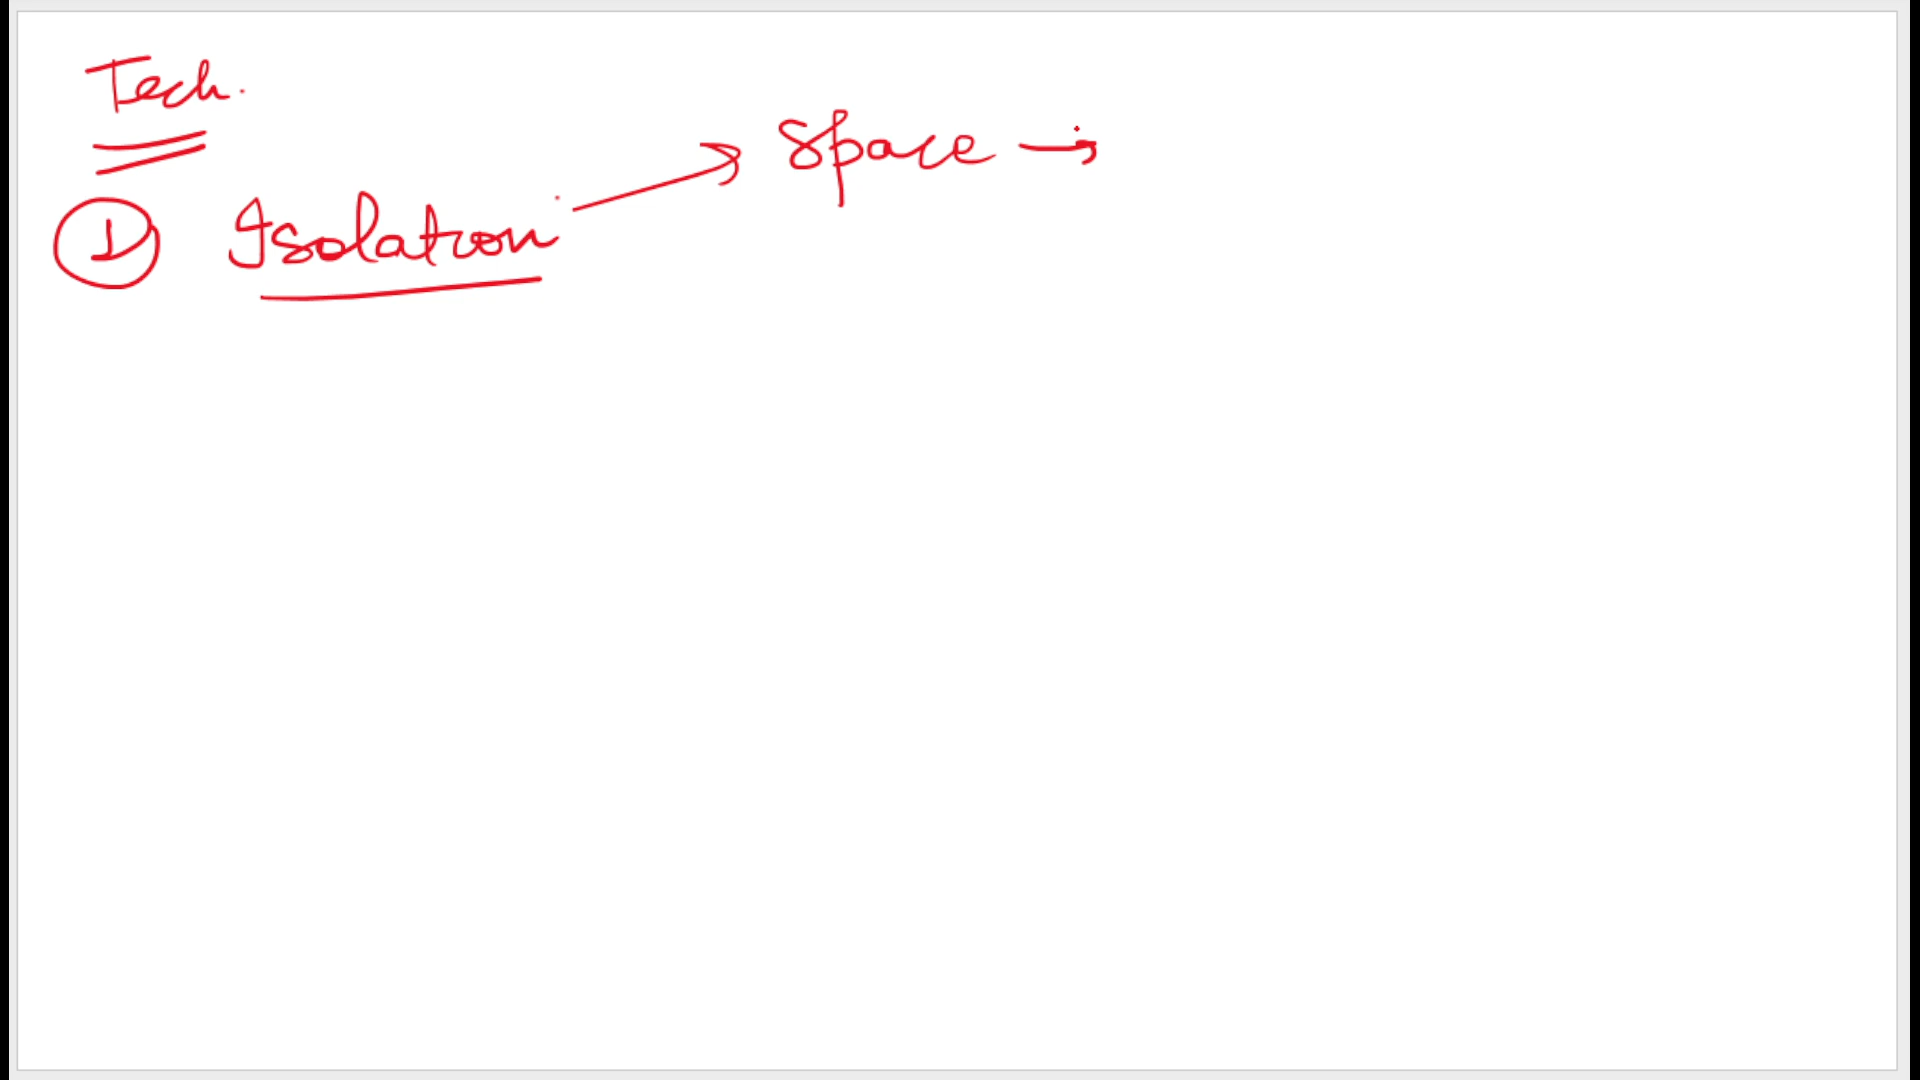 Tech.
① Isolation → Space →